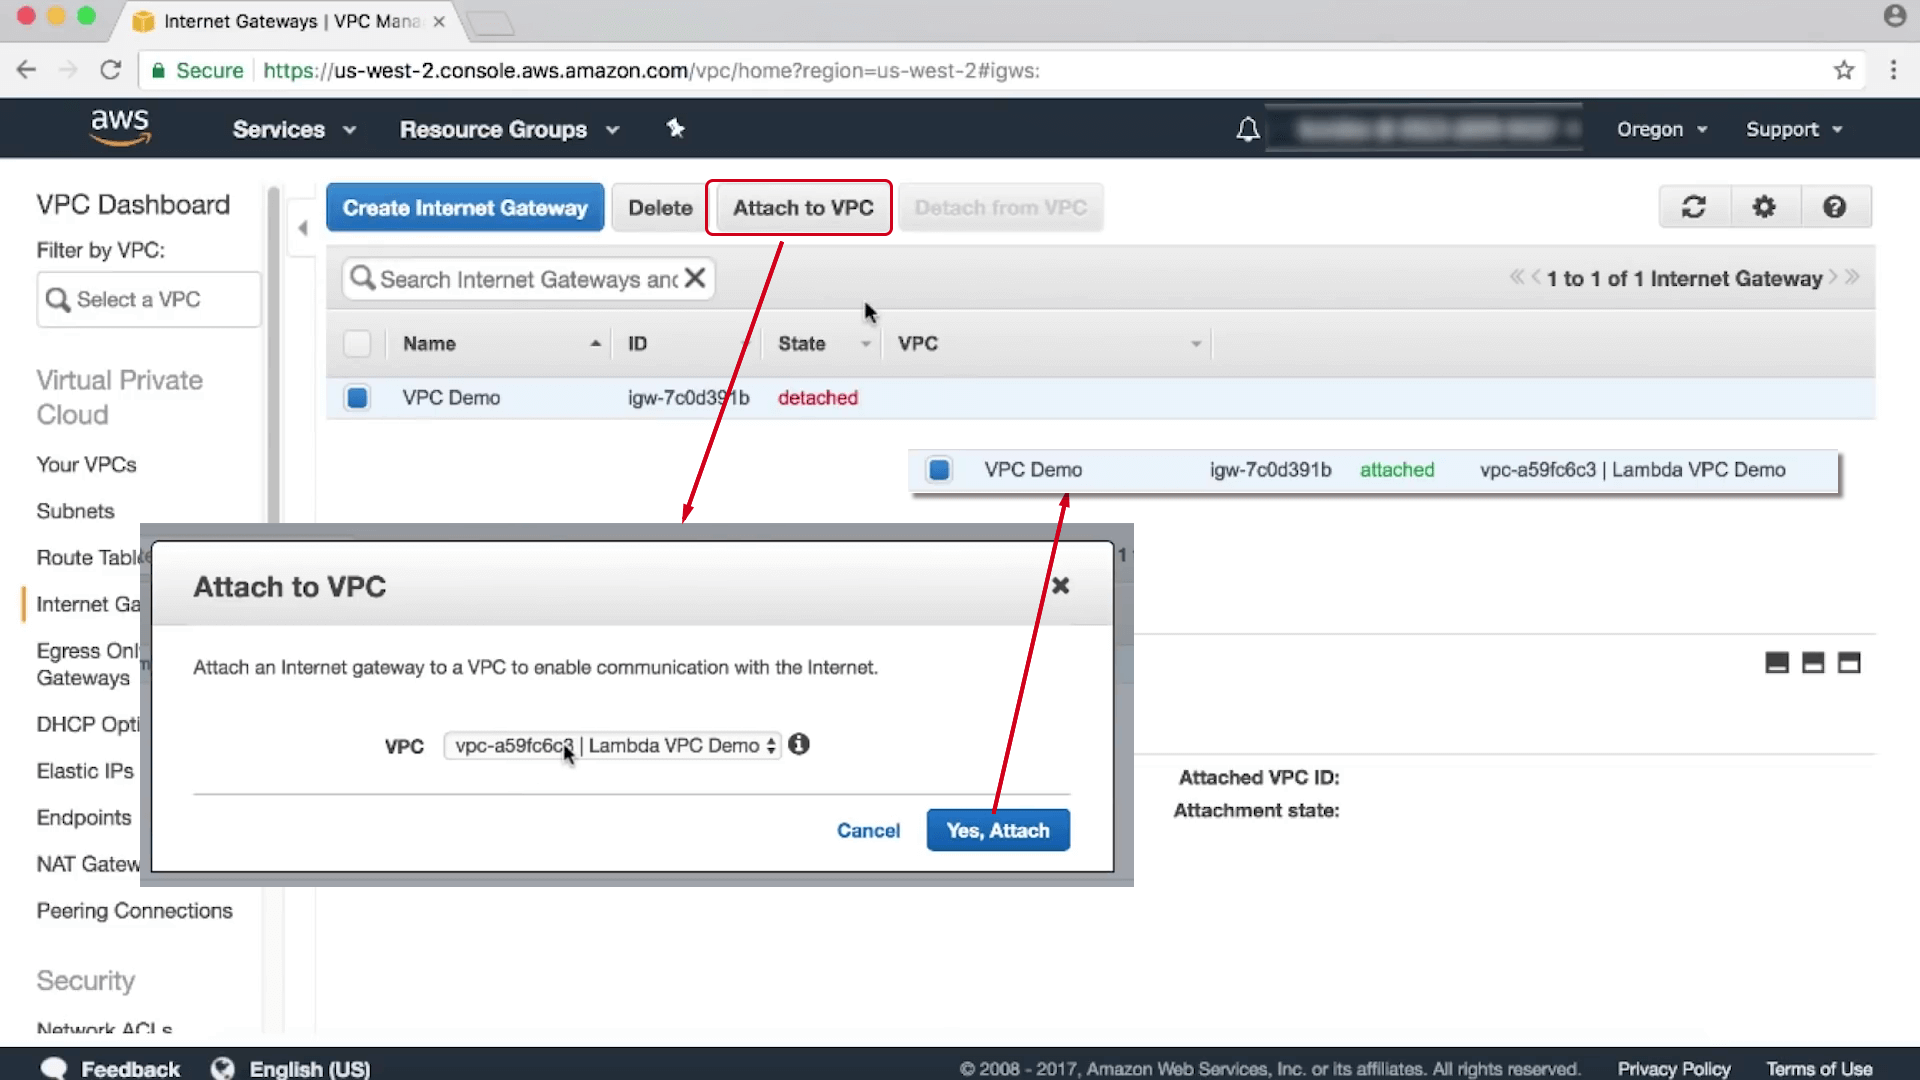 Internet Gateways | VPC Mana
Secure https://us-west-2.console.aws.amazon.com/vpc/home?region=us-west-2#igws:
aws Services Resource Groups Oregon Support
VPC Dashboard
Filter by VPC:
Select a VPC
Virtual Private
Cloud
Your VPCs
Subnets
Route Table
Internet Ga
Egress Onl
Gateways
DHCP Opti
Elastic IPs
Endpoints
NAT Gatew
Peering Connections
Security
Network ACLs
Create Internet Gateway Delete Attach to VPC Detach from VPC
Search Internet Gateways anc
1 to 1 of 1 Internet Gateway
Name ID State VPC
VPC Demo igw-7c0d391b detached
VPC Demo igw-7c0d391b attached vpc-a59fc6c3 | Lambda VPC Demo
Attach to VPC
Attach an Internet gateway to a VPC to enable communication with the Internet.
VPC vpc-a59fc6c3 | Lambda VPC Demo
Cancel Yes, Attach
Attached VPC ID:
Attachment state:
Feedback English (US) © 2008 - 2017, Amazon Web Services, Inc. or its affiliates. All rights reserved. Privacy Policy Terms of Use